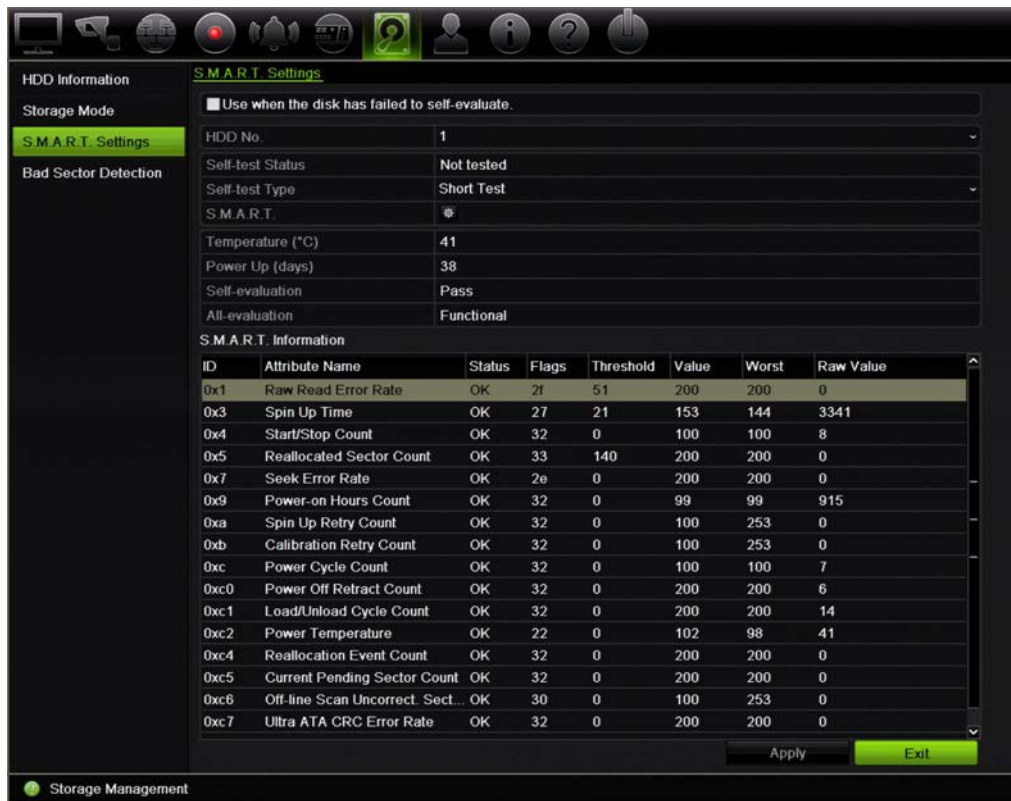 HDD Information
Storage Mode
S.M.A.R.T. Settings
Bad Sector Detection
S.M.A.R.T. Settings
Use when the disk has failed to self-evaluate.
HDD No. 1
Self-test Status Not tested
Self-test Type Short Test
S.M.A.R.T.
Temperature (°C) 41
Power Up (days) 38
Self-evaluation Pass
All-evaluation Functional
S.M.A.R.T. Information
ID Attribute Name Status Flags Threshold Value Worst Raw Value
0x1 Raw Read Error Rate OK 2f 51 200 200 0
0x3 Spin Up Time OK 27 21 153 144 3341
0x4 Start/Stop Count OK 32 0 100 100 8
0x5 Reallocated Sector Count OK 33 140 200 200 0
0x7 Seek Error Rate OK 2e 0 200 200 0
0x9 Power-on Hours Count OK 32 0 99 99 915
0xa Spin Up Retry Count OK 32 0 100 253 0
0xb Calibration Retry Count OK 32 0 100 253 0
0xc Power Cycle Count OK 32 0 100 100 7
0xc0 Power Off Retract Count OK 32 0 200 200 6
0xc1 Load/Unload Cycle Count OK 32 0 200 200 14
0xc2 Power Temperature OK 22 0 102 98 41
0xc4 Reallocation Event Count OK 32 0 200 200 0
0xc5 Current Pending Sector Count OK 32 0 200 200 0
0xc6 Off-line Scan Uncorrect. Sect... OK 30 0 100 253 0
0xc7 Ultra ATA CRC Error Rate OK 32 0 200 200 0
Apply Exit
Storage Management